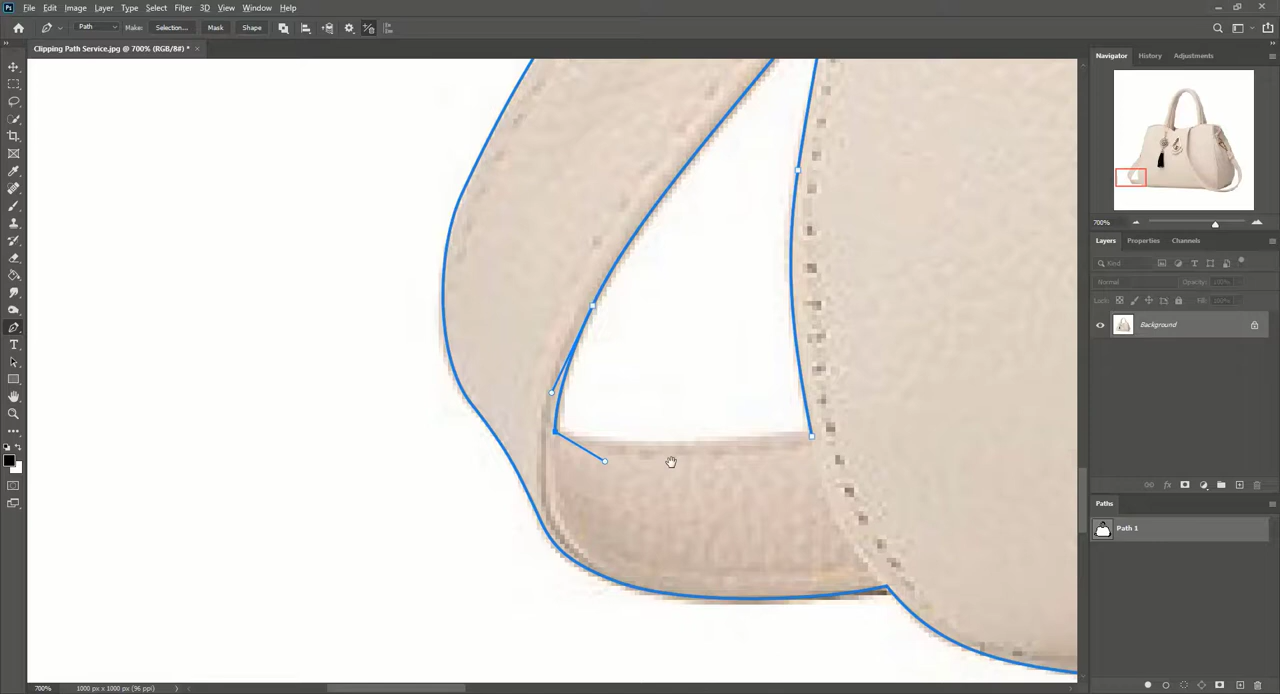 Ps File Edit Image Layer Type Select Filter 3D View Window Help
Path Make: Selection... Mask Shape
Clipping Path Service.jpg @ 700% (RGB/8#) *
Navigator History Adjustments
700%
Layers Properties Channels
Kind
Normal Opacity: 100%
Lock: Fill: 100%
Background
fx
Paths
Path 1
700% 1000 px x 1000 px (96 ppi)